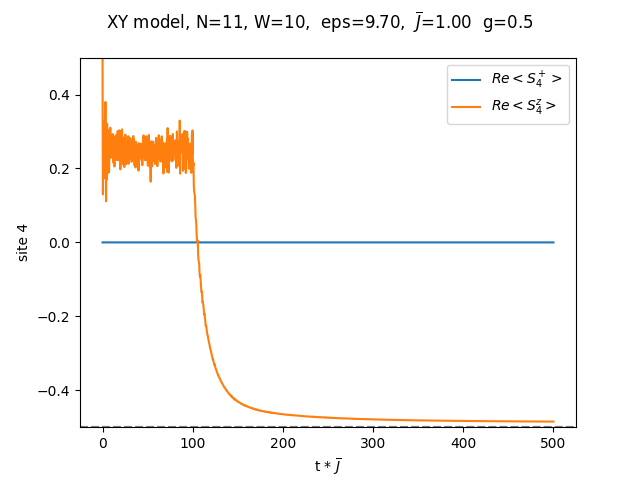 XY model, N=11, W=10, eps=9.70, J̄=1.00 g=0.5
Re < S₄⁺ >
Re < S₄ᶻ >
0.4
0.2
0.0
−0.2
−0.4
site 4
0 100 200 300 400 500
t * J̄